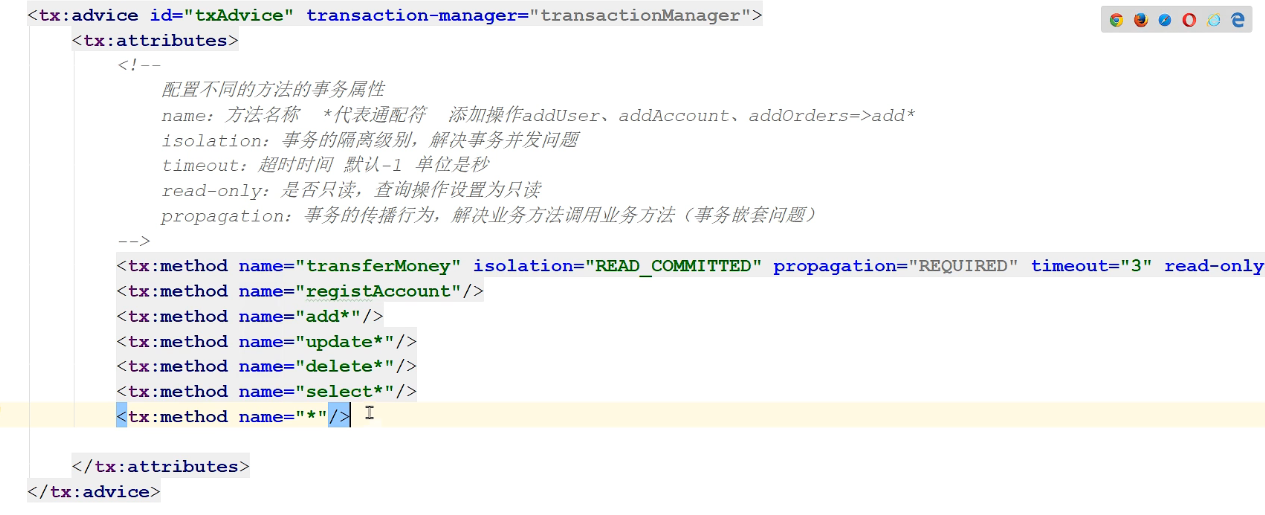 <tx:advice id="txAdvice" transaction-manager="transactionManager">
<tx:attributes>
<!--
配置不同的方法的事务属性
name：方法名称 *代表通配符 添加操作addUser、addAccount、addOrders=>add*
isolation：事务的隔离级别，解决事务并发问题
timeout：超时时间 默认-1 单位是秒
read-only：是否只读，查询操作设置为只读
propagation：事务的传播行为，解决业务方法调用业务方法（事务嵌套问题）
-->
<tx:method name="transferMoney" isolation="READ_COMMITTED" propagation="REQUIRED" timeout="3" read-only
<tx:method name="registAccount"/>
<tx:method name="add*"/>
<tx:method name="update*"/>
<tx:method name="delete*"/>
<tx:method name="select*"/>
<tx:method name="*"/>
</tx:attributes>
</tx:advice>